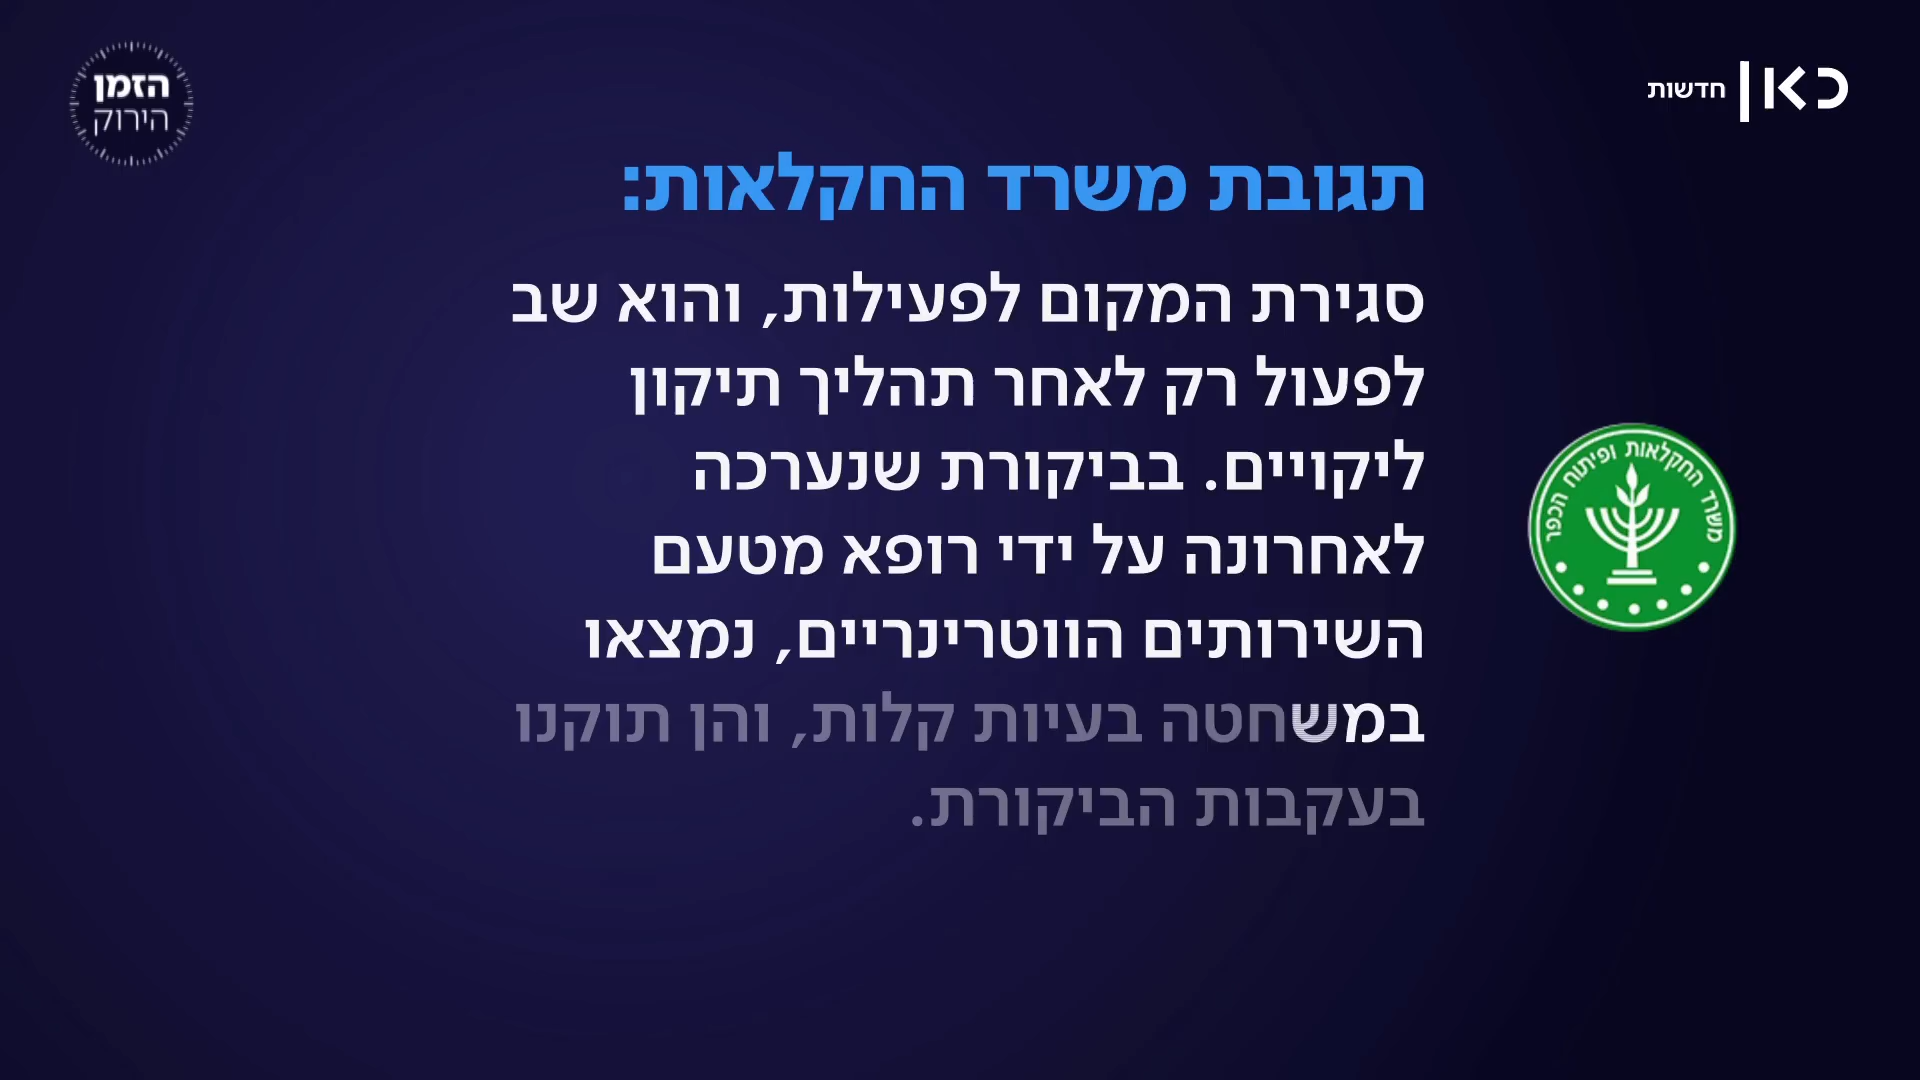 כאן חדשות
הזמן
הירוק
תגובת משרד החקלאות:
סגירת המקום לפעילות, והוא שב
לפעול רק לאחר תהליך תיקון
ליקויים. בביקורת שנערכה
לאחרונה על ידי רופא מטעם
השירותים הווטרינריים, נמצאו
במשחטה בעיות קלות, והן תוקנו
בעקבות הביקורת.
משרד החקלאות ופיתוח הכפר